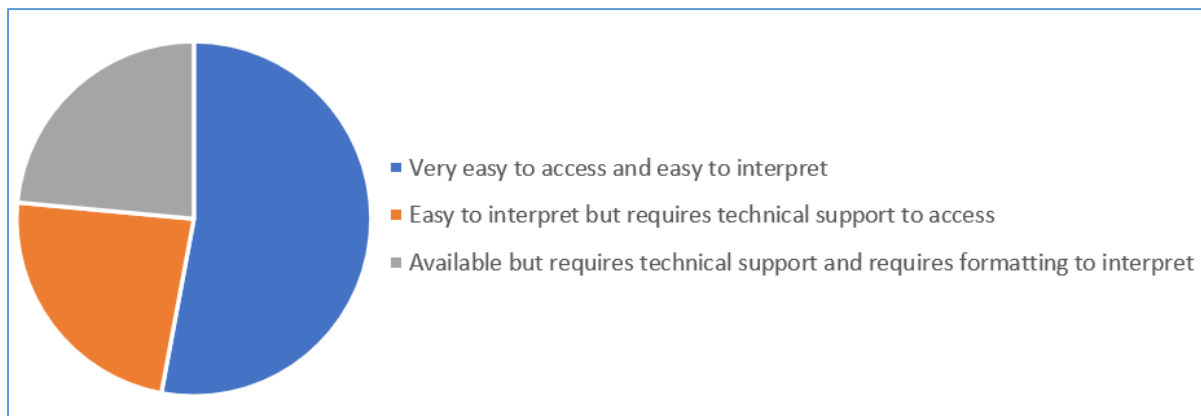 Very easy to access and easy to interpret
Easy to interpret but requires technical support to access
Available but requires technical support and requires formatting to interpret